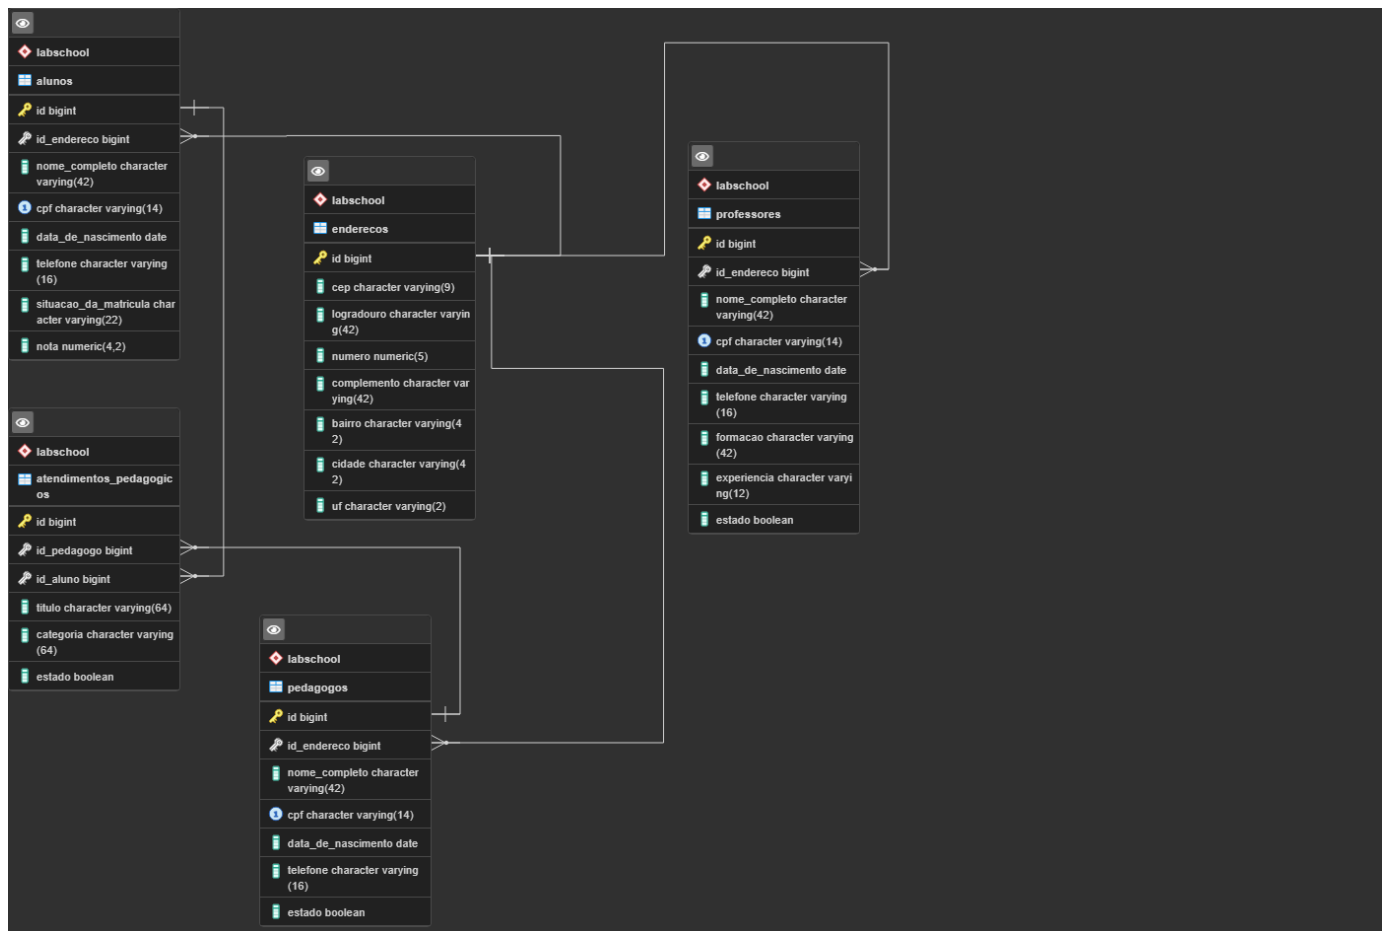 labschool
alunos
id bigint
id_endereco bigint
nome_completo character
varying(42)
cpf character varying(14)
data_de_nascimento date
telefone character varying
(16)
situacao_da_matricula char
acter varying(22)
nota numeric(4,2)
labschool
atendimentos_pedagogic
os
id bigint
id_pedagogo bigint
id_aluno bigint
titulo character varying(64)
categoria character varying
(64)
estado boolean
labschool
enderecos
id bigint
cep character varying(9)
logradouro character varyin
g(42)
numero numeric(5)
complemento character var
ying(42)
bairro character varying(4
2)
cidade character varying(4
2)
uf character varying(2)
labschool
pedagogos
id bigint
id_endereco bigint
nome_completo character
varying(42)
cpf character varying(14)
data_de_nascimento date
telefone character varying
(16)
estado boolean
labschool
professores
id bigint
id_endereco bigint
nome_completo character
varying(42)
cpf character varying(14)
data_de_nascimento date
telefone character varying
(16)
formacao character varying
(42)
experiencia character varyi
ng(12)
estado boolean